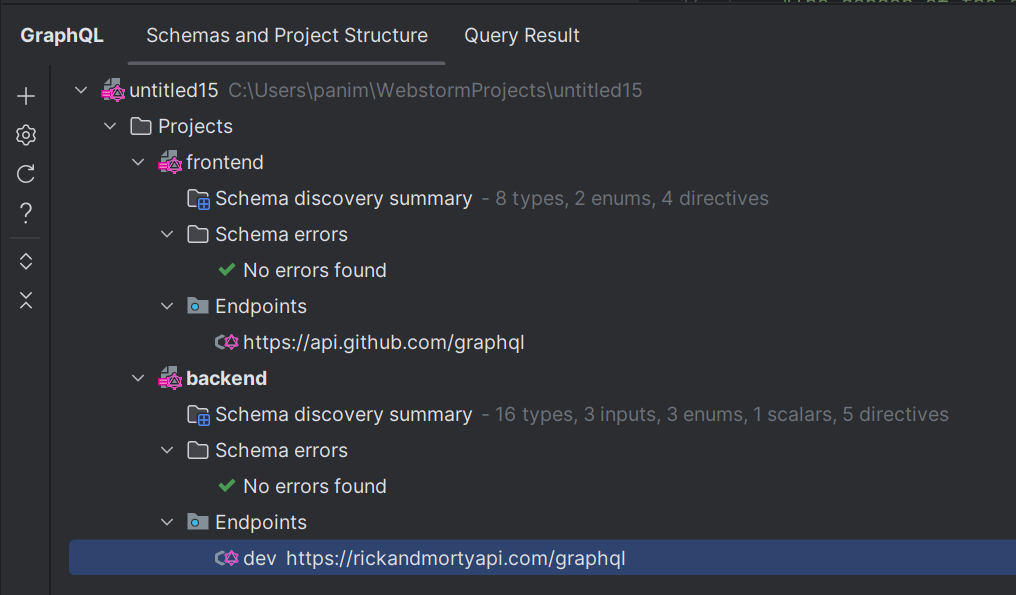 GraphQL Schemas and Project Structure Query Result
untitled15 C:\Users\panim\WebstormProjects\untitled15
Projects
frontend
Schema discovery summary - 8 types, 2 enums, 4 directives
Schema errors
No errors found
Endpoints
https://api.github.com/graphql
backend
Schema discovery summary - 16 types, 3 inputs, 3 enums, 1 scalars, 5 directives
Schema errors
No errors found
Endpoints
dev https://rickandmortyapi.com/graphql